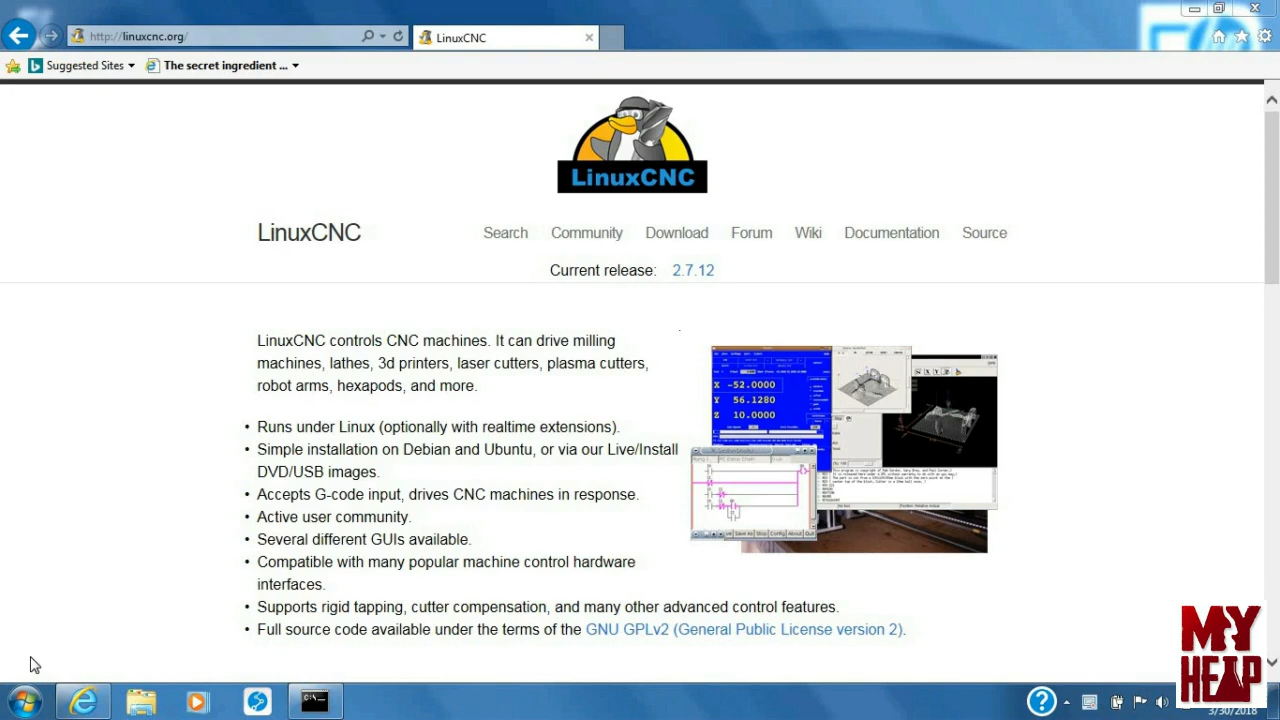 http://linuxcnc.org/
LinuxCNC
Suggested Sites
The secret ingredient ...
LinuxCNC
LinuxCNC
Search
Community
Download
Forum
Wiki
Documentation
Source
Current release: 2.7.12
LinuxCNC controls CNC machines. It can drive milling
machines, lathes, 3d printers, laser cutters, plasma cutters,
robot arms, hexapods, and more.
• Runs under Linux (optionally with realtime extensions).
• Simple installation on Debian and Ubuntu, or via our Live/Install
DVD/USB images.
• Accepts G-code input, drives CNC machines in response.
• Active user community.
• Several different GUIs available.
• Compatible with many popular machine control hardware
interfaces.
• Supports rigid tapping, cutter compensation, and many other advanced control features.
• Full source code available under the terms of the GNU GPLv2 (General Public License version 2).
X -52.0000
Y 56.1280
Z 10.0000
Save As Stop Config About Quit
C:\
MY
HEAP
3/30/2018